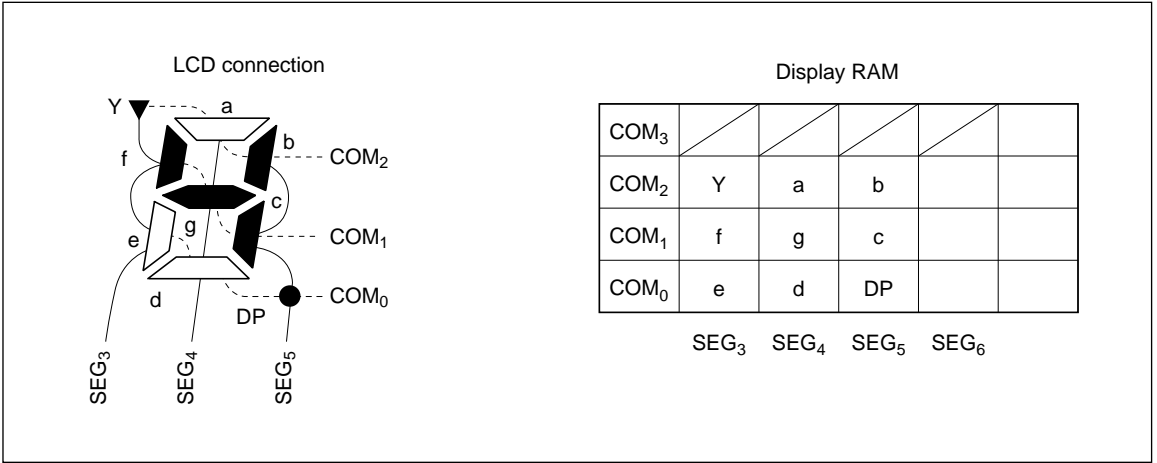 LCD connection
Y
a
b
f
COM₂
c
g
COM₁
e
d
DP
COM₀
SEG₃
SEG₄
SEG₅
Display RAM
COM₃
COM₂ Y a b
COM₁ f g c
COM₀ e d DP
SEG₃ SEG₄ SEG₅ SEG₆